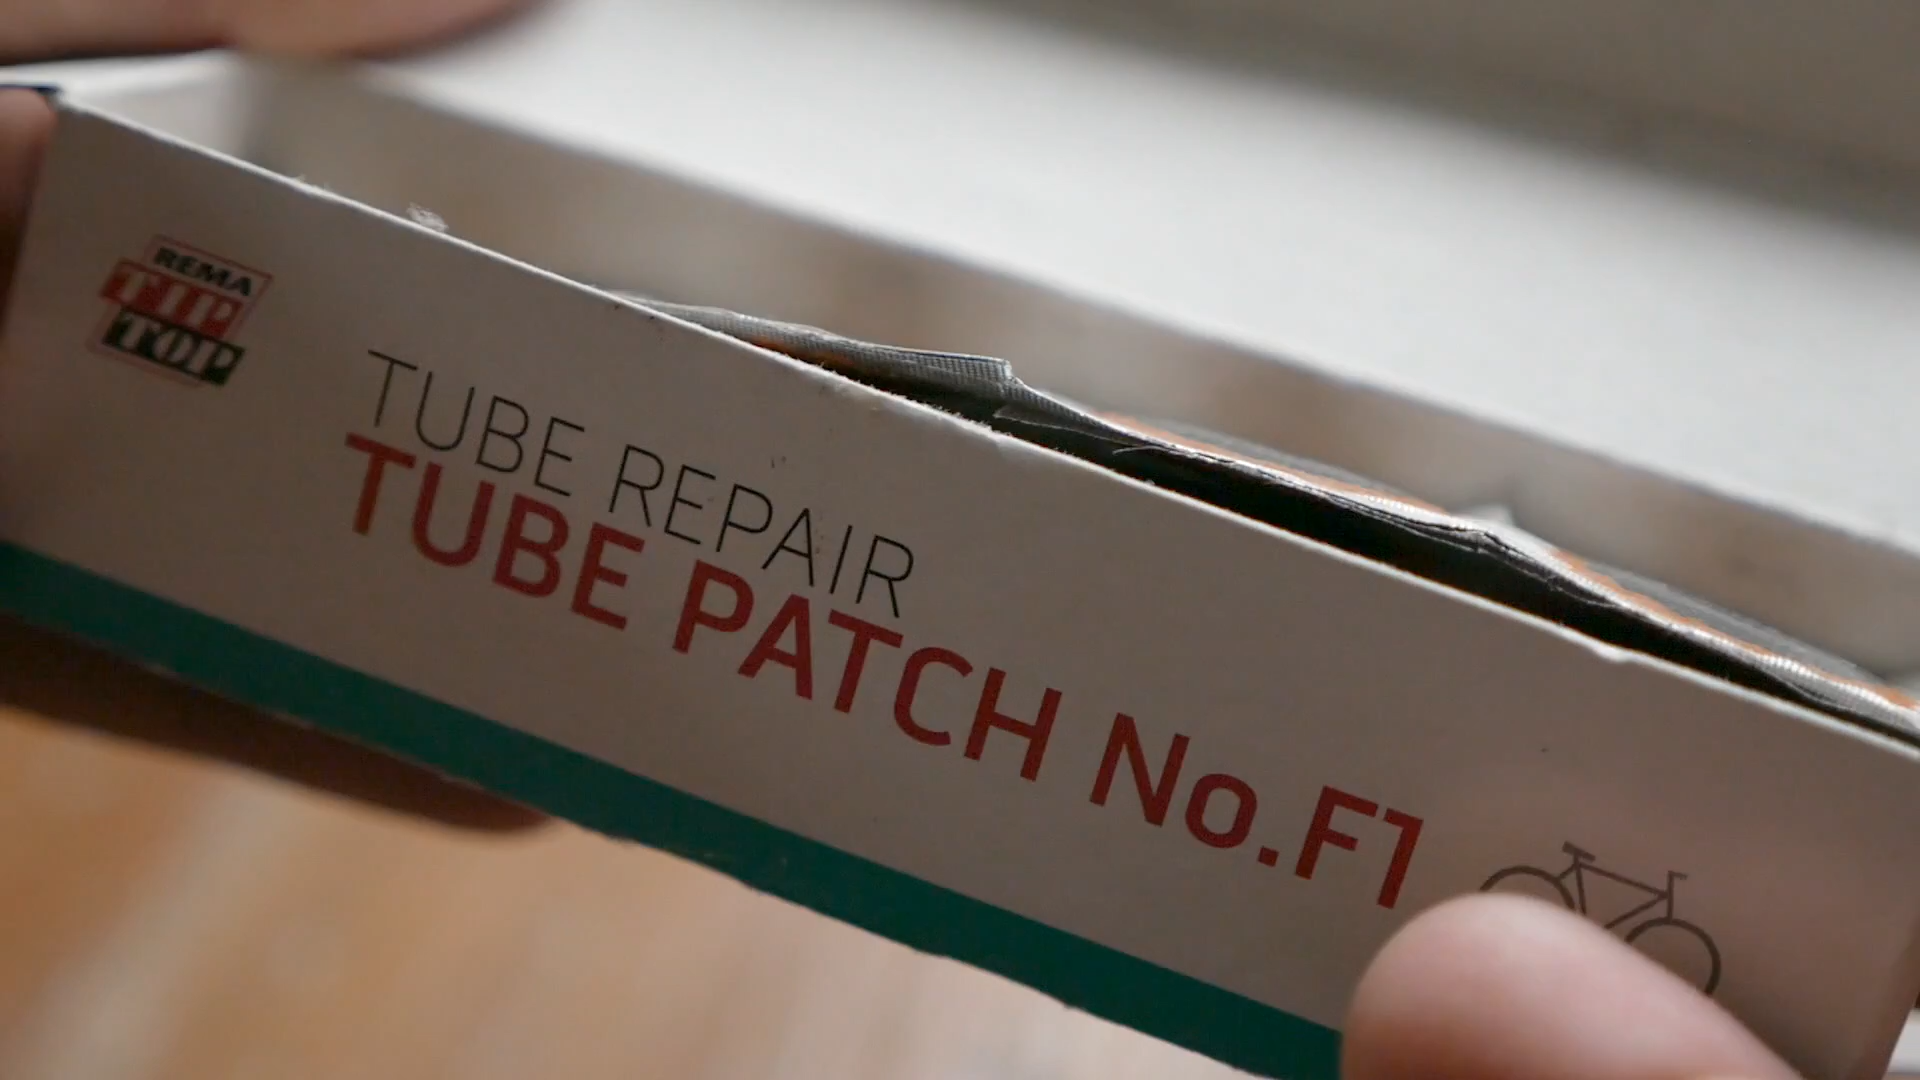 REMA
TIP
TOP
TUBE REPAIR
TUBE PATCH No.F1